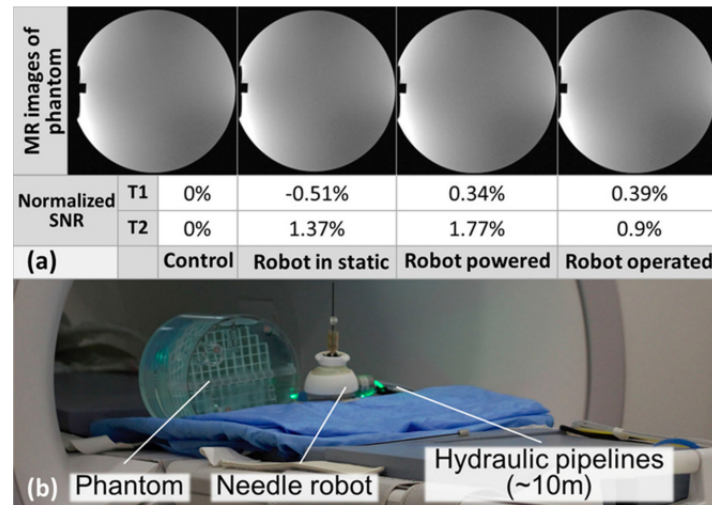 MR images of
phantom
Normalized
SNR
T1 0% -0.51% 0.34% 0.39%
T2 0% 1.37% 1.77% 0.9%
(a) Control Robot in static Robot powered Robot operated
(b) Phantom Needle robot Hydraulic pipelines
(~10m)